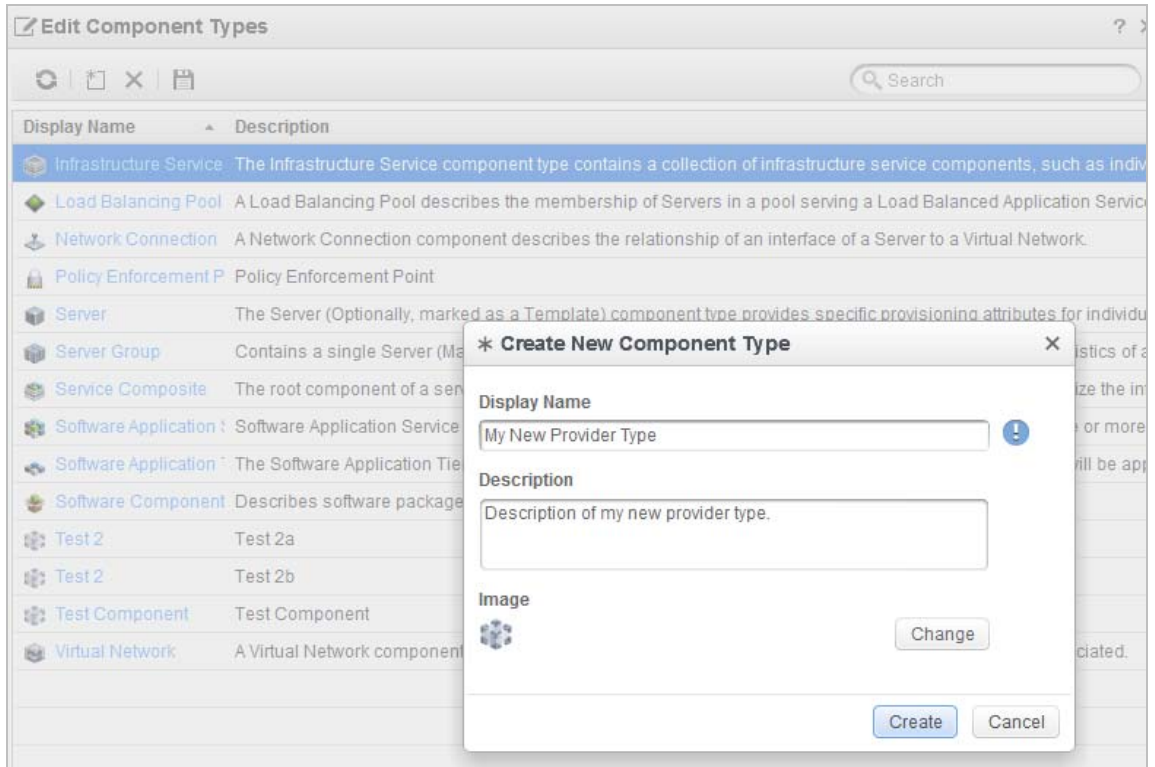 Edit Component Types ?
Search
Display Name Description
Infrastructure Service The Infrastructure Service component type contains a collection of infrastructure service components, such as indiv
Load Balancing Pool A Load Balancing Pool describes the membership of Servers in a pool serving a Load Balanced Application Servic
Network Connection A Network Connection component describes the relationship of an interface of a Server to a Virtual Network.
Policy Enforcement P Policy Enforcement Point
Server The Server (Optionally, marked as a Template) component type provides specific provisioning attributes for individu
Server Group Contains a single Server (Ma istics of a
Service Composite The root component of a serv ize the in
Software Application S Software Application Service e or more
Software Application T The Software Application Tie will be app
Software Component Describes software package
Test 2 Test 2a
Test 2 Test 2b
Test Component Test Component
Virtual Network A Virtual Network component ciated.
* Create New Component Type
Display Name
My New Provider Type
Description
Description of my new provider type.
Image
Change
Create Cancel